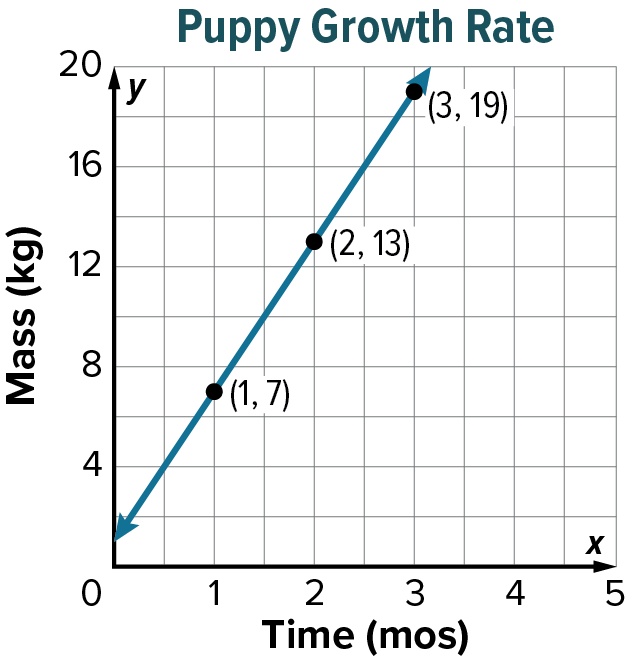 Puppy Growth Rate
20
y
(3, 19)
16
(2, 13)
12
Mass (kg)
8
(1, 7)
4
x
0 1 2 3 4 5
Time (mos)